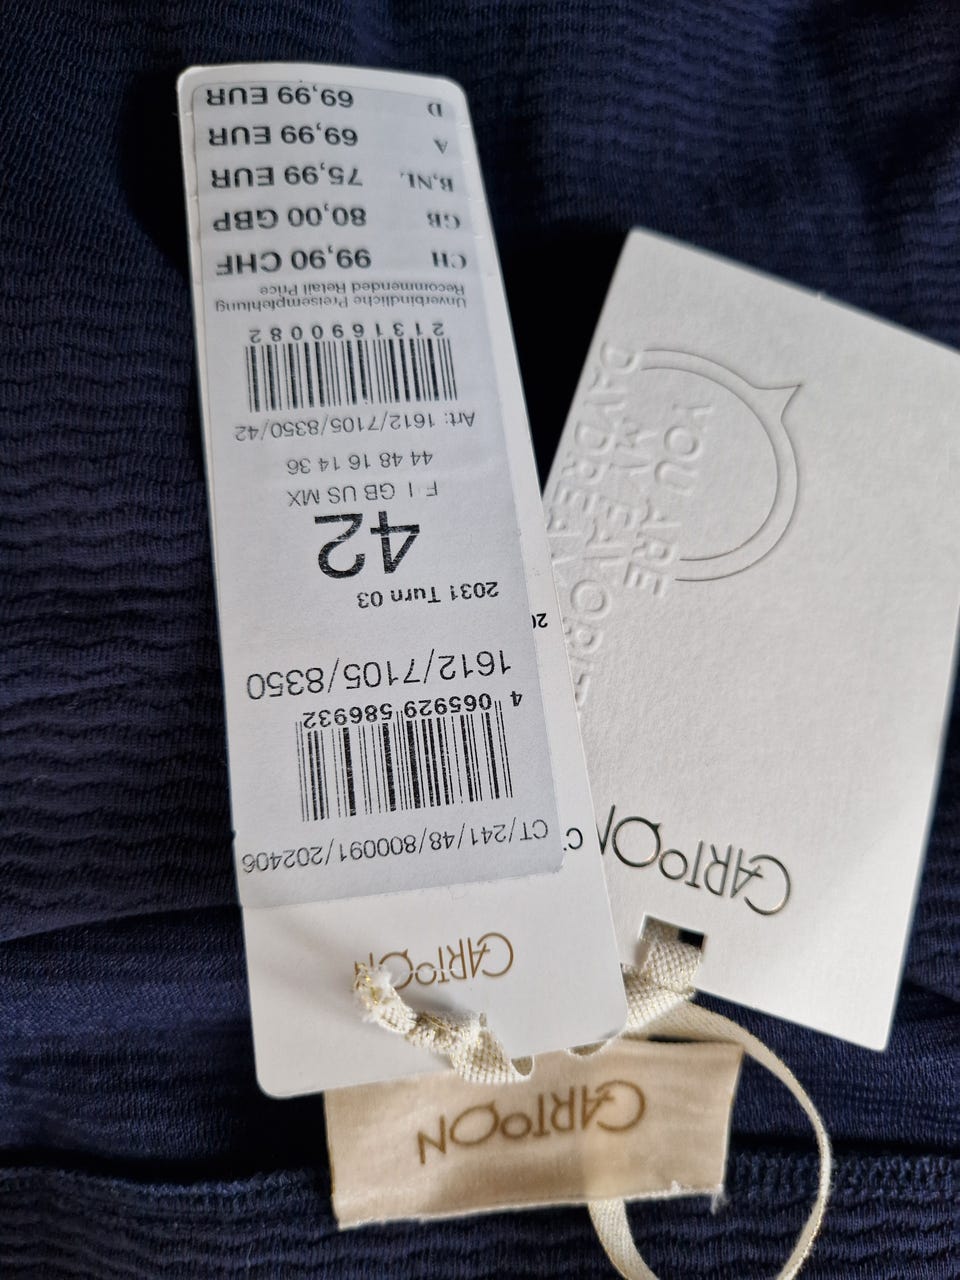 CARTOON
CT/241/48/800091/202406
4 065929 586932
1612/7105/8350
2031 Turn 03
42
F I GB US MX
44 48 16 14 36
Art: 1612/7105/8350/42
2131690082
Unverbindliche Preisempfehlung
Recommended Retail Price
CH 99,90 CHF
GB 80,00 GBP
B,NL 75,99 EUR
A 69,99 EUR
D 69,99 EUR
CARTOON
YOU ARE
MY FAVORIT
DAYDREAM
CARTOON